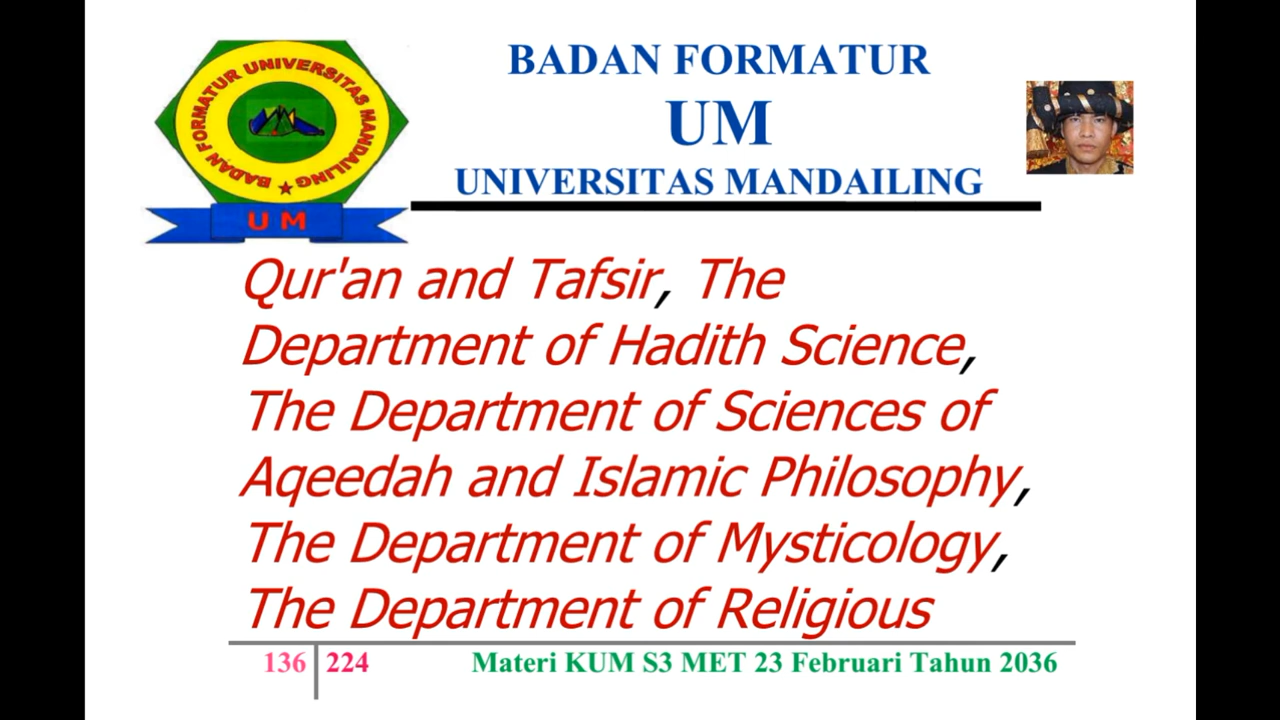 BADAN FORMATUR UNIVERSITAS MANDAILING
U M
BADAN FORMATUR
UM
UNIVERSITAS MANDAILING
Qur'an and Tafsir, The
Department of Hadith Science,
The Department of Sciences of
Aqeedah and Islamic Philosophy,
The Department of Mysticology,
The Department of Religious
136 224 Materi KUM S3 MET 23 Februari Tahun 2036